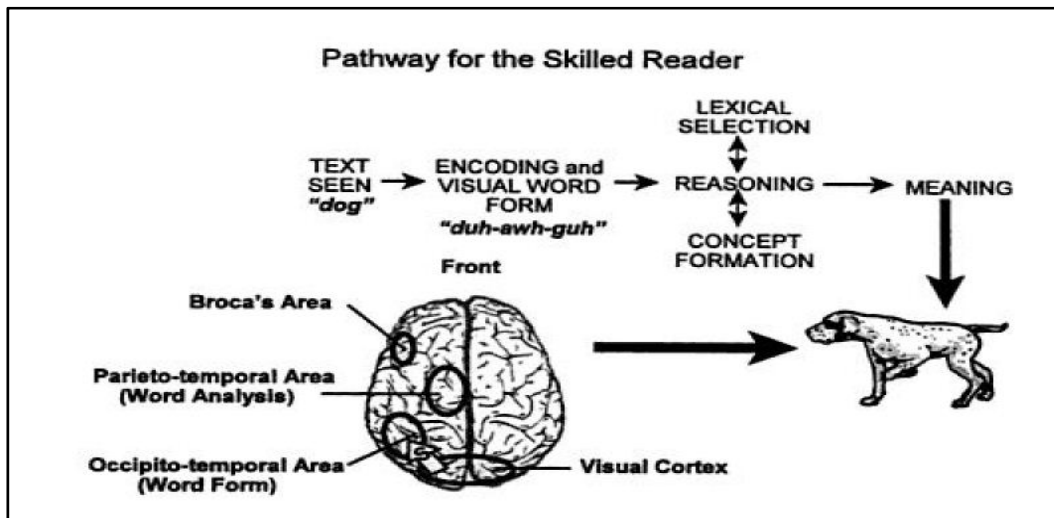 Pathway for the Skilled Reader
LEXICAL
SELECTION
TEXT
SEEN
"dog"
ENCODING and
VISUAL WORD
FORM
"duh-awh-guh"
REASONING
MEANING
CONCEPT
FORMATION
Front
Broca's Area
Parieto-temporal Area
(Word Analysis)
Occipito-temporal Area
(Word Form)
Visual Cortex